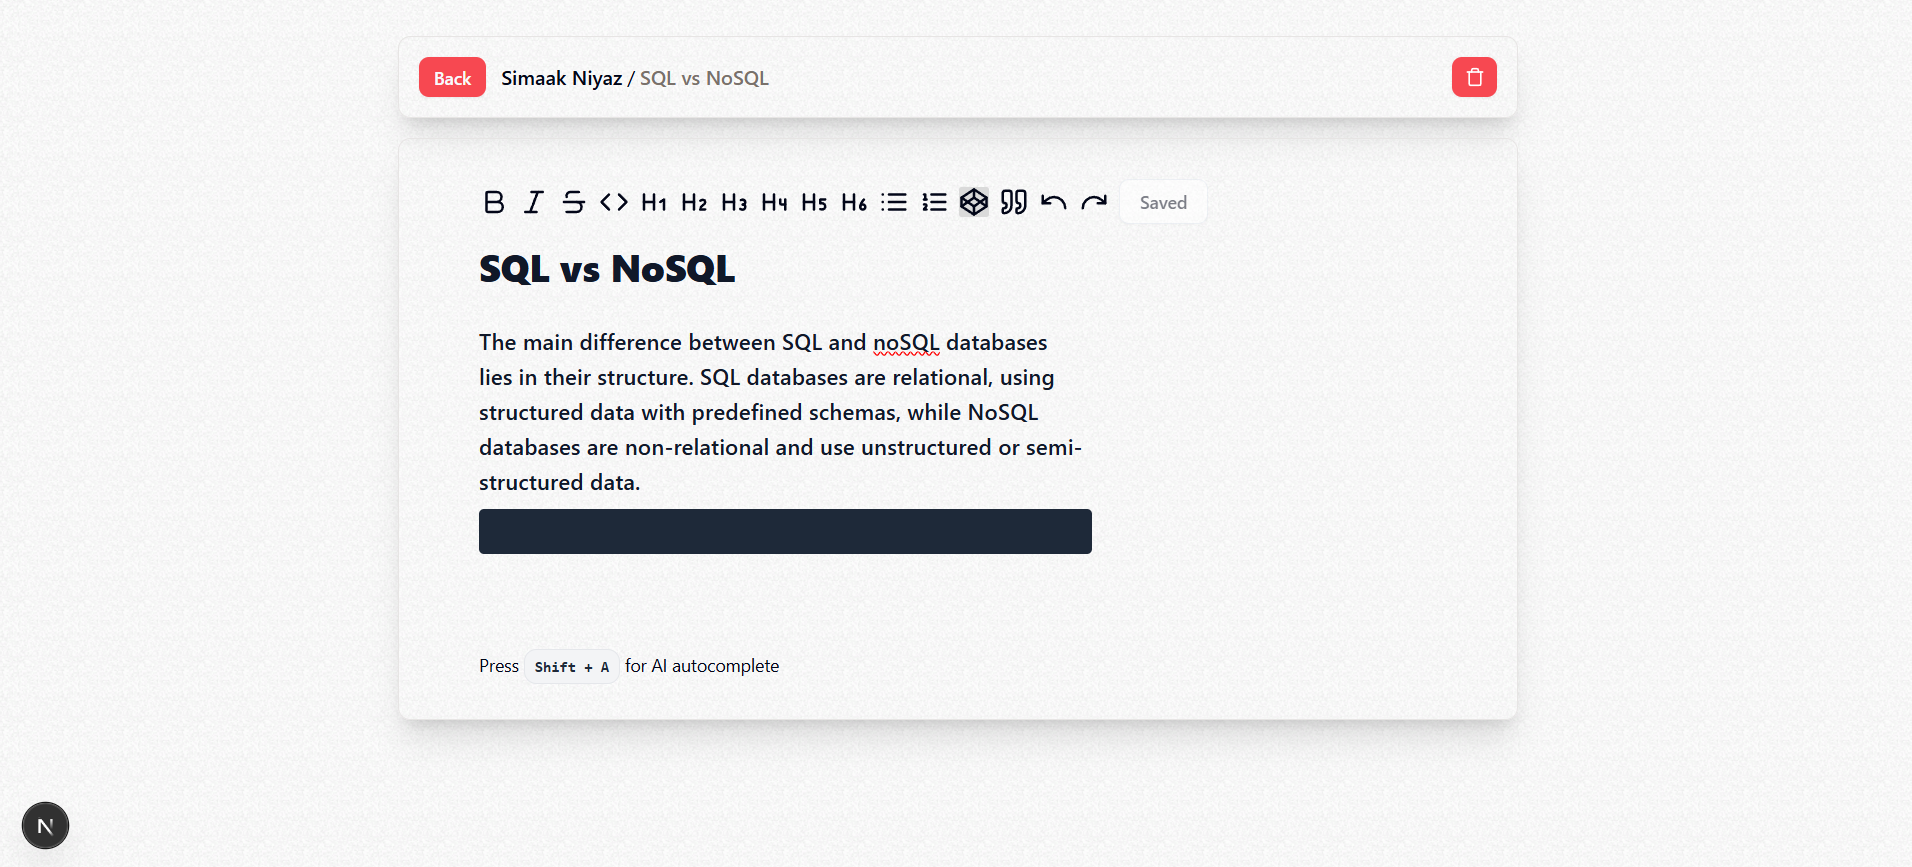 Back Simaak Niyaz / SQL vs NoSQL
H1 H2 H3 H4 H5 H6 Saved
SQL vs NoSQL
The main difference between SQL and noSQL databases
lies in their structure. SQL databases are relational, using
structured data with predefined schemas, while NoSQL
databases are non-relational and use unstructured or semi-
structured data.
Press Shift + A for AI autocomplete
N